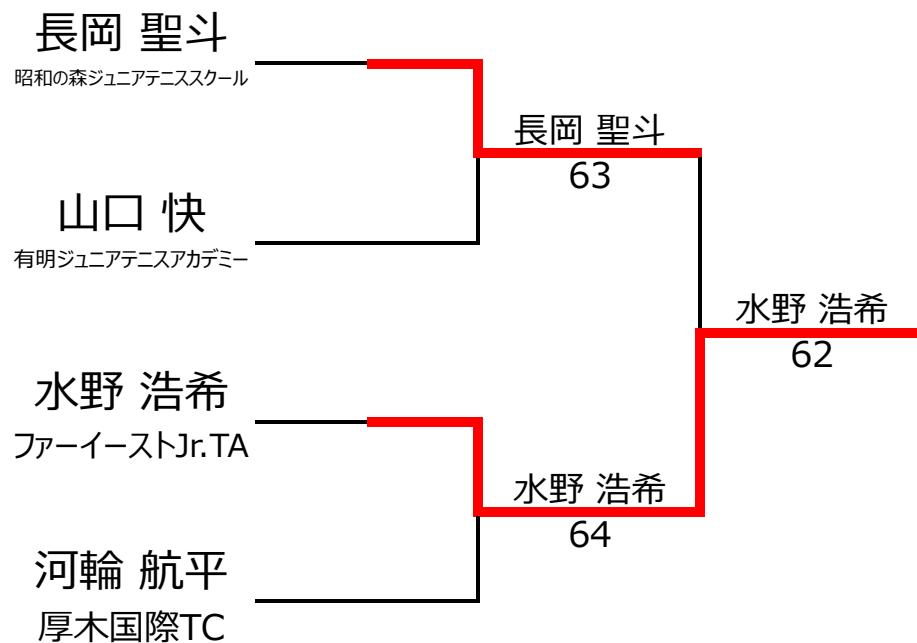 長岡 聖斗
昭和の森ジュニアテニススクール
長岡 聖斗
63
山口 快
有明ジュニアテニスアカデミー
水野 浩希
62
水野 浩希
ファーイーストJr.TA
水野 浩希
64
河輪 航平
厚木国際TC